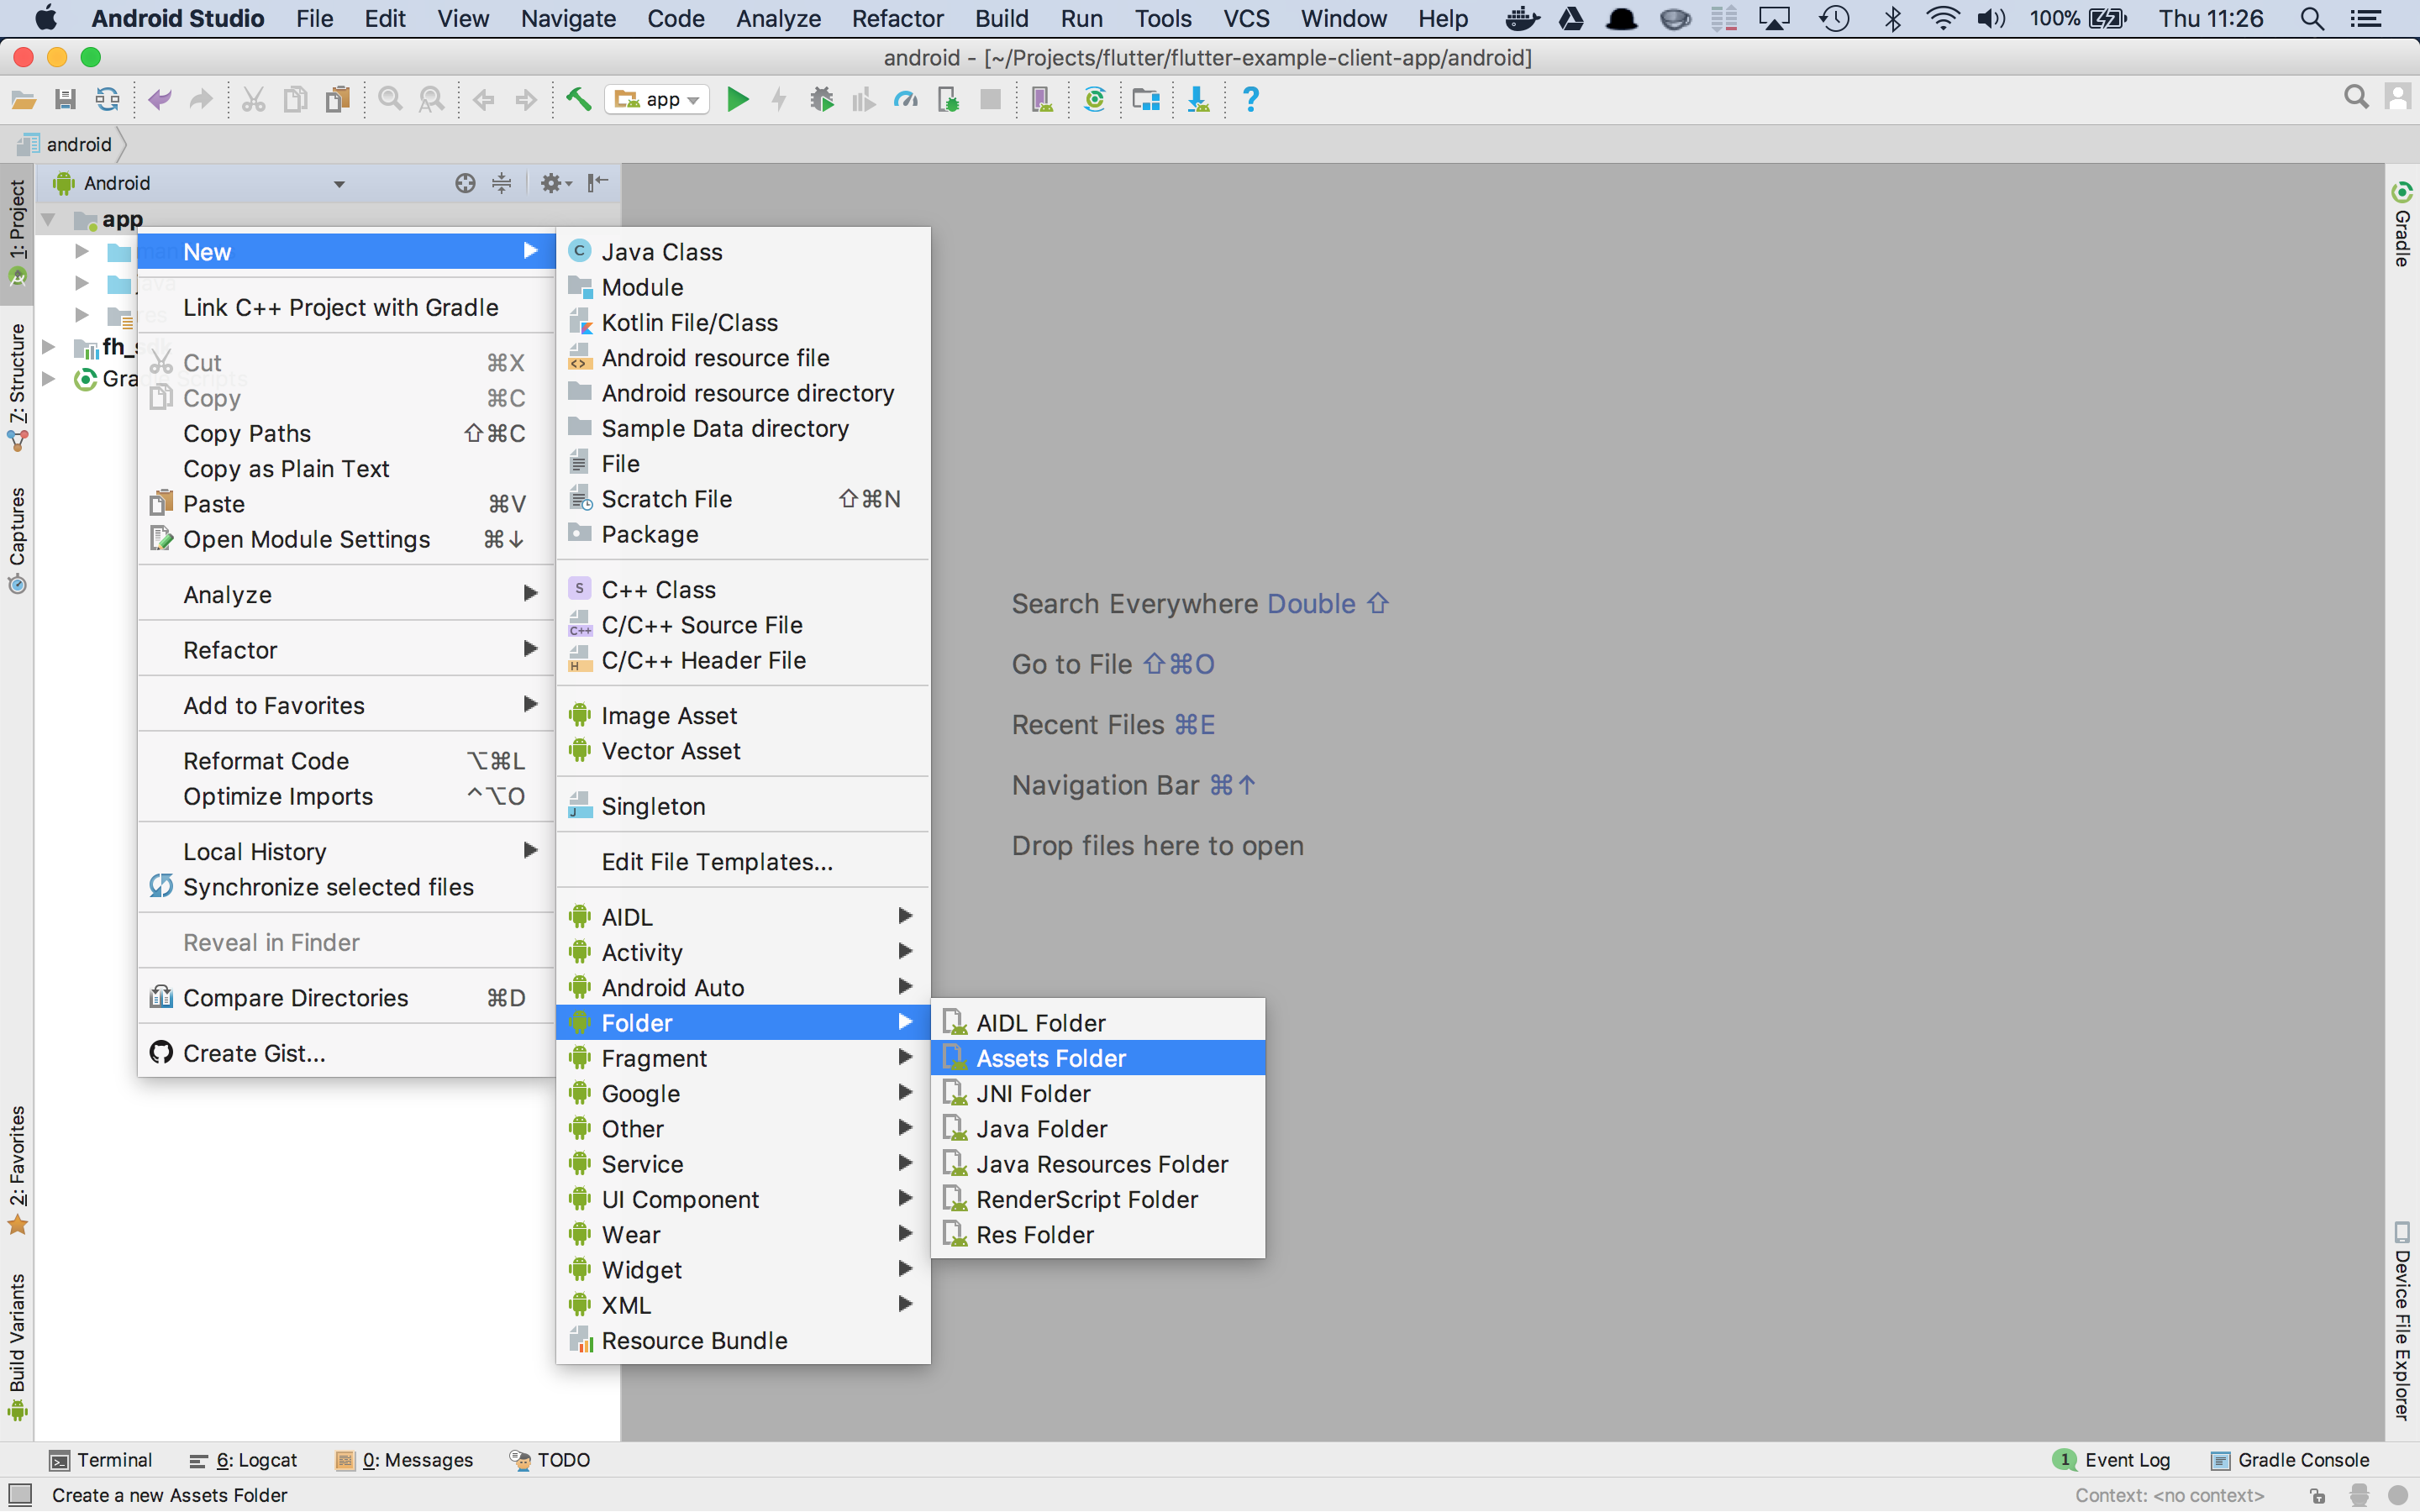 Android Studio File Edit View Navigate Code Analyze Refactor Build Run Tools VCS Window Help 100% Thu 11:26
android - [~/Projects/flutter/flutter-example-client-app/android]
app
android
Android
1: Project
7: Structure
Captures
2: Favorites
Build Variants
app
New
Link C++ Project with Gradle
Cut ⌘X
Copy ⌘C
Copy Paths ⇧⌘C
Copy as Plain Text
Paste ⌘V
Open Module Settings ⌘↓
Analyze
Refactor
Add to Favorites
Reformat Code ⌥⌘L
Optimize Imports ^⌥O
Local History
Synchronize selected files
Reveal in Finder
Compare Directories ⌘D
Create Gist...
Java Class
Module
Kotlin File/Class
Android resource file
Android resource directory
Sample Data directory
File
Scratch File ⇧⌘N
Package
C++ Class
C/C++ Source File
C/C++ Header File
Image Asset
Vector Asset
Singleton
Edit File Templates...
AIDL
Activity
Android Auto
Folder
Fragment
Google
Other
Service
UI Component
Wear
Widget
XML
Resource Bundle
AIDL Folder
Assets Folder
JNI Folder
Java Folder
Java Resources Folder
RenderScript Folder
Res Folder
Search Everywhere Double ⇧
Go to File ⇧⌘O
Recent Files ⌘E
Navigation Bar ⌘↑
Drop files here to open
Gradle
Device File Explorer
Terminal 6: Logcat 0: Messages TODO 1 Event Log Gradle Console
Create a new Assets Folder Context: <no context>